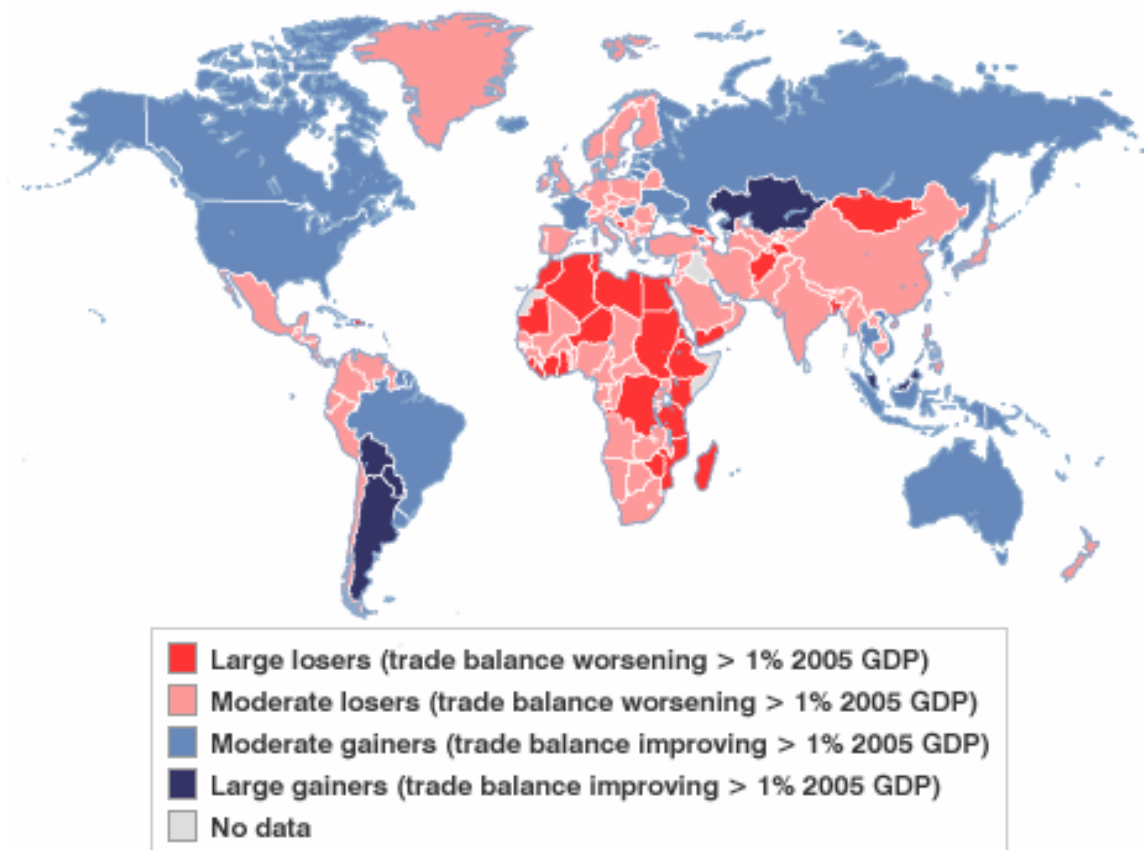 Large losers (trade balance worsening > 1% 2005 GDP)
Moderate losers (trade balance worsening > 1% 2005 GDP)
Moderate gainers (trade balance improving > 1% 2005 GDP)
Large gainers (trade balance improving > 1% 2005 GDP)
No data